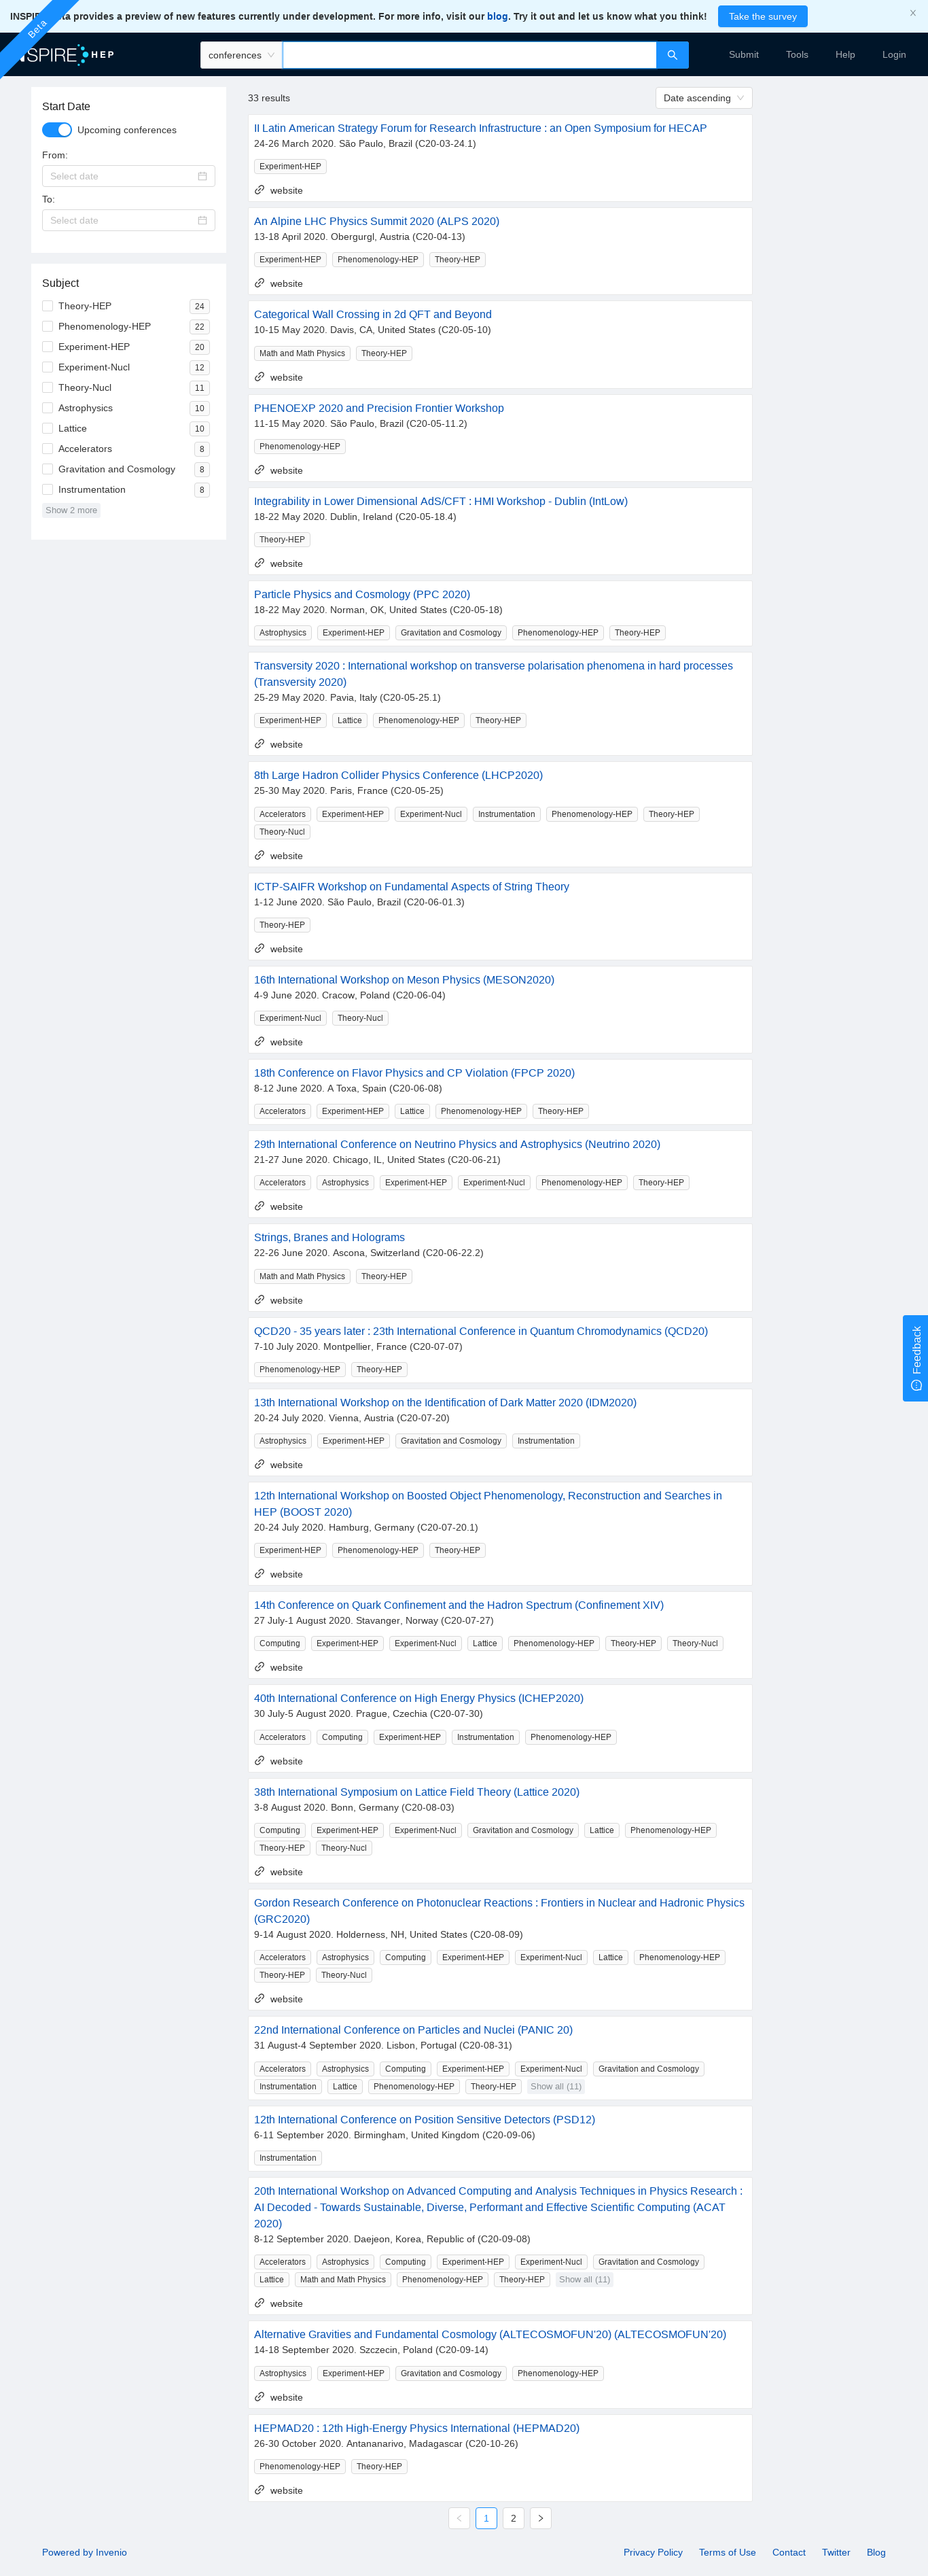 INSPIRE beta provides a preview of new features currently under development. For more info, visit our blog. Try it out and let us know what you think!
Take the survey
Beta
INSPIRE HEP
conferences
Submit
Tools
Help
Login
Start Date
Upcoming conferences
From:
Select date
To:
Select date
Subject
Theory-HEP 24
Phenomenology-HEP 22
Experiment-HEP 20
Experiment-Nucl 12
Theory-Nucl 11
Astrophysics 10
Lattice 10
Accelerators 8
Gravitation and Cosmology 8
Instrumentation 8
Show 2 more
33 results
Date ascending
II Latin American Strategy Forum for Research Infrastructure : an Open Symposium for HECAP
24-26 March 2020. São Paulo, Brazil (C20-03-24.1)
Experiment-HEP
website
An Alpine LHC Physics Summit 2020 (ALPS 2020)
13-18 April 2020. Obergurgl, Austria (C20-04-13)
Experiment-HEP Phenomenology-HEP Theory-HEP
website
Categorical Wall Crossing in 2d QFT and Beyond
10-15 May 2020. Davis, CA, United States (C20-05-10)
Math and Math Physics Theory-HEP
website
PHENOEXP 2020 and Precision Frontier Workshop
11-15 May 2020. São Paulo, Brazil (C20-05-11.2)
Phenomenology-HEP
website
Integrability in Lower Dimensional AdS/CFT : HMI Workshop - Dublin (IntLow)
18-22 May 2020. Dublin, Ireland (C20-05-18.4)
Theory-HEP
website
Particle Physics and Cosmology (PPC 2020)
18-22 May 2020. Norman, OK, United States (C20-05-18)
Astrophysics Experiment-HEP Gravitation and Cosmology Phenomenology-HEP Theory-HEP
Transversity 2020 : International workshop on transverse polarisation phenomena in hard processes
(Transversity 2020)
25-29 May 2020. Pavia, Italy (C20-05-25.1)
Experiment-HEP Lattice Phenomenology-HEP Theory-HEP
website
8th Large Hadron Collider Physics Conference (LHCP2020)
25-30 May 2020. Paris, France (C20-05-25)
Accelerators Experiment-HEP Experiment-Nucl Instrumentation Phenomenology-HEP Theory-HEP
Theory-Nucl
website
ICTP-SAIFR Workshop on Fundamental Aspects of String Theory
1-12 June 2020. São Paulo, Brazil (C20-06-01.3)
Theory-HEP
website
16th International Workshop on Meson Physics (MESON2020)
4-9 June 2020. Cracow, Poland (C20-06-04)
Experiment-Nucl Theory-Nucl
website
18th Conference on Flavor Physics and CP Violation (FPCP 2020)
8-12 June 2020. A Toxa, Spain (C20-06-08)
Accelerators Experiment-HEP Lattice Phenomenology-HEP Theory-HEP
29th International Conference on Neutrino Physics and Astrophysics (Neutrino 2020)
21-27 June 2020. Chicago, IL, United States (C20-06-21)
Accelerators Astrophysics Experiment-HEP Experiment-Nucl Phenomenology-HEP Theory-HEP
website
Strings, Branes and Holograms
22-26 June 2020. Ascona, Switzerland (C20-06-22.2)
Math and Math Physics Theory-HEP
website
QCD20 - 35 years later : 23th International Conference in Quantum Chromodynamics (QCD20)
7-10 July 2020. Montpellier, France (C20-07-07)
Phenomenology-HEP Theory-HEP
13th International Workshop on the Identification of Dark Matter 2020 (IDM2020)
20-24 July 2020. Vienna, Austria (C20-07-20)
Astrophysics Experiment-HEP Gravitation and Cosmology Instrumentation
website
12th International Workshop on Boosted Object Phenomenology, Reconstruction and Searches in
HEP (BOOST 2020)
20-24 July 2020. Hamburg, Germany (C20-07-20.1)
Experiment-HEP Phenomenology-HEP Theory-HEP
website
14th Conference on Quark Confinement and the Hadron Spectrum (Confinement XIV)
27 July-1 August 2020. Stavanger, Norway (C20-07-27)
Computing Experiment-HEP Experiment-Nucl Lattice Phenomenology-HEP Theory-HEP Theory-Nucl
website
40th International Conference on High Energy Physics (ICHEP2020)
30 July-5 August 2020. Prague, Czechia (C20-07-30)
Accelerators Computing Experiment-HEP Instrumentation Phenomenology-HEP
website
38th International Symposium on Lattice Field Theory (Lattice 2020)
3-8 August 2020. Bonn, Germany (C20-08-03)
Computing Experiment-HEP Experiment-Nucl Gravitation and Cosmology Lattice Phenomenology-HEP
Theory-HEP Theory-Nucl
website
Gordon Research Conference on Photonuclear Reactions : Frontiers in Nuclear and Hadronic Physics
(GRC2020)
9-14 August 2020. Holderness, NH, United States (C20-08-09)
Accelerators Astrophysics Computing Experiment-HEP Experiment-Nucl Lattice Phenomenology-HEP
Theory-HEP Theory-Nucl
website
22nd International Conference on Particles and Nuclei (PANIC 20)
31 August-4 September 2020. Lisbon, Portugal (C20-08-31)
Accelerators Astrophysics Computing Experiment-HEP Experiment-Nucl Gravitation and Cosmology
Instrumentation Lattice Phenomenology-HEP Theory-HEP Show all (11)
12th International Conference on Position Sensitive Detectors (PSD12)
6-11 September 2020. Birmingham, United Kingdom (C20-09-06)
Instrumentation
20th International Workshop on Advanced Computing and Analysis Techniques in Physics Research :
AI Decoded - Towards Sustainable, Diverse, Performant and Effective Scientific Computing (ACAT
2020)
8-12 September 2020. Daejeon, Korea, Republic of (C20-09-08)
Accelerators Astrophysics Computing Experiment-HEP Experiment-Nucl Gravitation and Cosmology
Lattice Math and Math Physics Phenomenology-HEP Theory-HEP Show all (11)
website
Alternative Gravities and Fundamental Cosmology (ALTECOSMOFUN'20) (ALTECOSMOFUN'20)
14-18 September 2020. Szczecin, Poland (C20-09-14)
Astrophysics Experiment-HEP Gravitation and Cosmology Phenomenology-HEP
website
HEPMAD20 : 12th High-Energy Physics International (HEPMAD20)
26-30 October 2020. Antananarivo, Madagascar (C20-10-26)
Phenomenology-HEP Theory-HEP
website
1 2
Feedback
Powered by Invenio
Privacy Policy
Terms of Use
Contact
Twitter
Blog